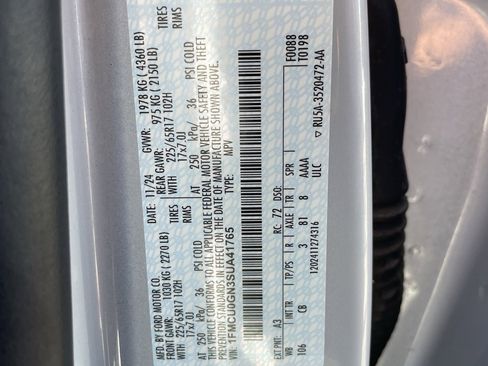 MFD. BY FORD MOTOR CO.
DATE: 11/24 GVWR: 1978 KG ( 4360 LB)
FRONT GAWR: 1030 KG ( 2270 LB) REAR GAWR: 975 KG ( 2150 LB)
WITH 225/65R17 102H TIRES WITH 225/65R17 102H TIRES
17x7.0J RIMS 17x7.0J RIMS
AT 250 kPa/ 36 PSI COLD AT 250 kPa/ 36 PSI COLD
THIS VEHICLE CONFORMS TO ALL APPLICABLE FEDERAL MOTOR VEHICLE SAFETY AND THEFT
PREVENTION STANDARDS IN EFFECT ON THE DATE OF MANUFACTURE SHOWN ABOVE.
VIN: 1FMCU0GN3SUA41765
TYPE: MPV
F0088
T0198
EXT PNT: A3 RC: 72 DSO:
WB INT TR TP/PS R AXLE TR SPR
106 CB 3 81 8 AAAA
1202411274316 ULC
▽ RU5A-3520472-AA